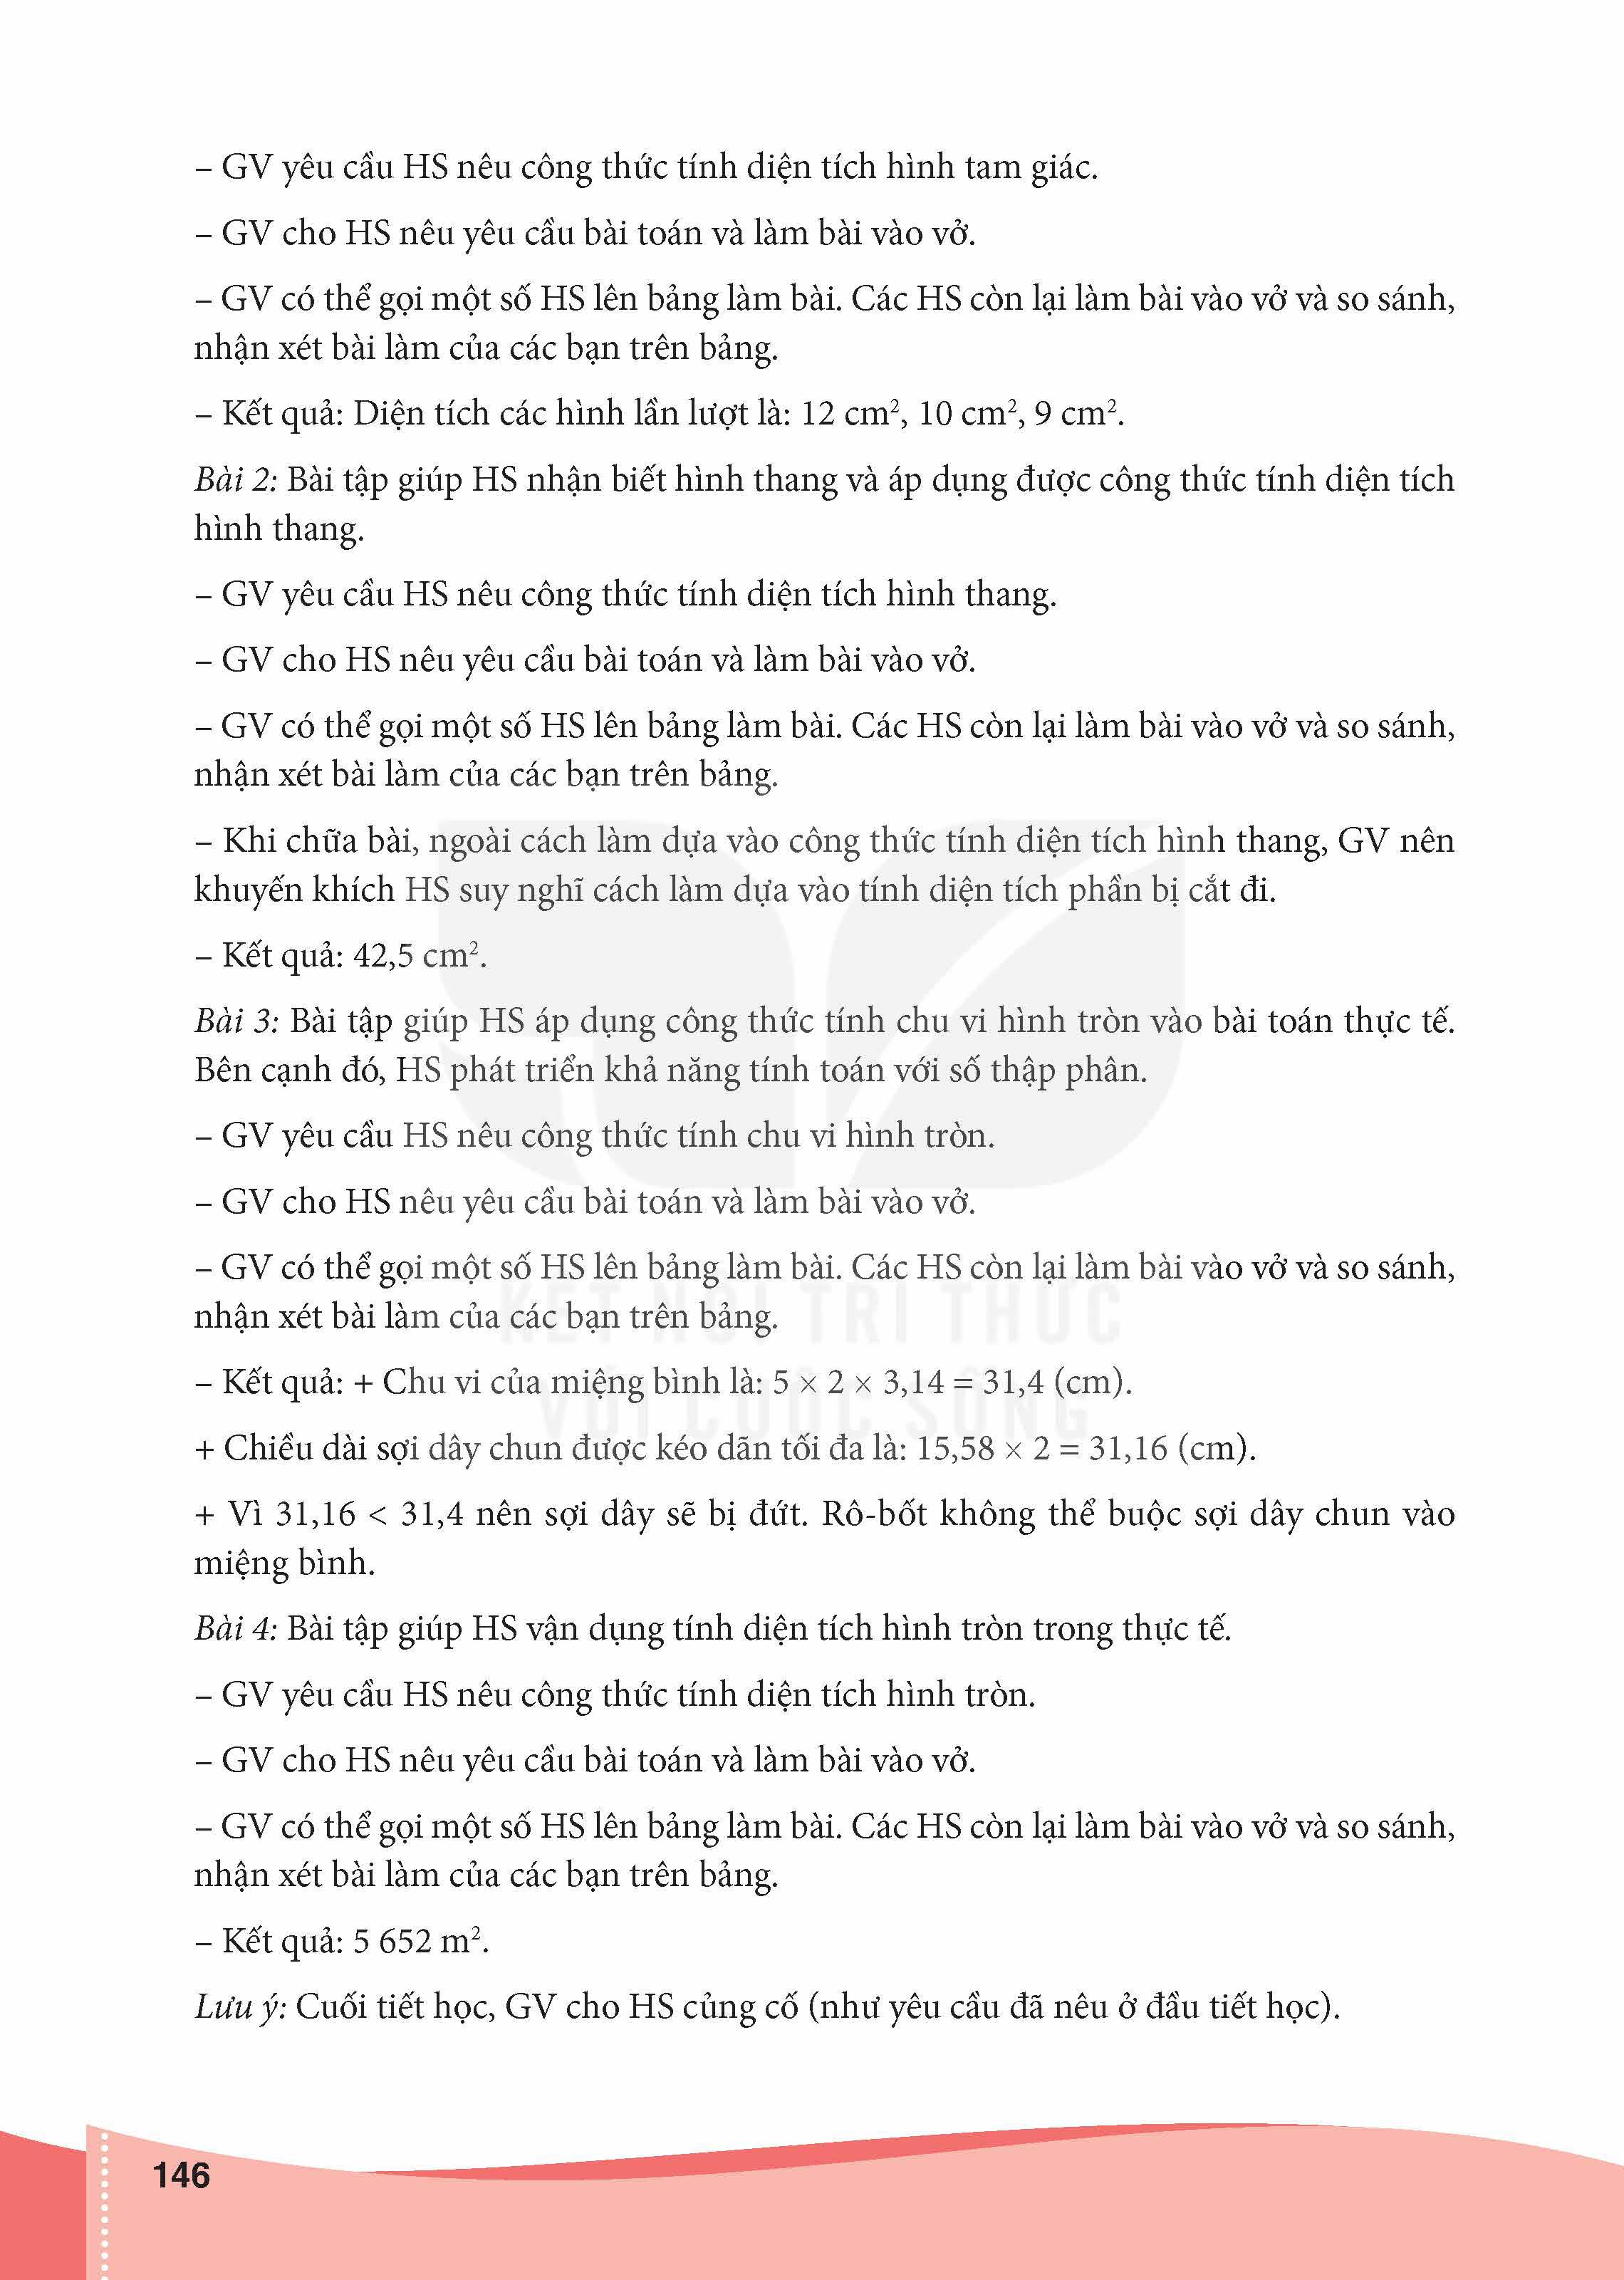 – GV yêu cầu HS nêu công thức tính diện tích hình tam giác.
– GV cho HS nêu yêu cầu bài toán và làm bài vào vở.
– GV có thể gọi một số HS lên bảng làm bài. Các HS còn lại làm bài vào vở và so sánh,
nhận xét bài làm của các bạn trên bảng.
– Kết quả: Diện tích các hình lần lượt là: 12 cm², 10 cm², 9 cm².
Bài 2: Bài tập giúp HS nhận biết hình thang và áp dụng được công thức tính diện tích
hình thang.
– GV yêu cầu HS nêu công thức tính diện tích hình thang.
– GV cho HS nêu yêu cầu bài toán và làm bài vào vở.
– GV có thể gọi một số HS lên bảng làm bài. Các HS còn lại làm bài vào vở và so sánh,
nhận xét bài làm của các bạn trên bảng.
– Khi chữa bài, ngoài cách làm dựa vào công thức tính diện tích hình thang, GV nên
khuyến khích HS suy nghĩ cách làm dựa vào tính diện tích phần bị cắt đi.
– Kết quả: 42,5 cm².
Bài 3: Bài tập giúp HS áp dụng công thức tính chu vi hình tròn vào bài toán thực tế.
Bên cạnh đó, HS phát triển khả năng tính toán với số thập phân.
– GV yêu cầu HS nêu công thức tính chu vi hình tròn.
– GV cho HS nêu yêu cầu bài toán và làm bài vào vở.
– GV có thể gọi một số HS lên bảng làm bài. Các HS còn lại làm bài vào vở và so sánh,
KẾT NỐI TRI THỨC
nhận xét bài làm của các bạn trên bảng.
– Kết quả: + Chu vi của miệng bình là: 5 × 2 × 3,14 = 31,4 (cm).
VỚI CUỘC SỐNG
+ Chiều dài sợi dây chun được kéo dãn tối đa là: 15,58 × 2 = 31,16 (cm).
+ Vì 31,16 < 31,4 nên sợi dây sẽ bị đứt. Rô-bốt không thể buộc sợi dây chun vào
miệng bình.
Bài 4: Bài tập giúp HS vận dụng tính diện tích hình tròn trong thực tế.
– GV yêu cầu HS nêu công thức tính diện tích hình tròn.
– GV cho HS nêu yêu cầu bài toán và làm bài vào vở.
– GV có thể gọi một số HS lên bảng làm bài. Các HS còn lại làm bài vào vở và so sánh,
nhận xét bài làm của các bạn trên bảng.
– Kết quả: 5 652 m².
Lưu ý: Cuối tiết học, GV cho HS củng cố (như yêu cầu đã nêu ở đầu tiết học).
146